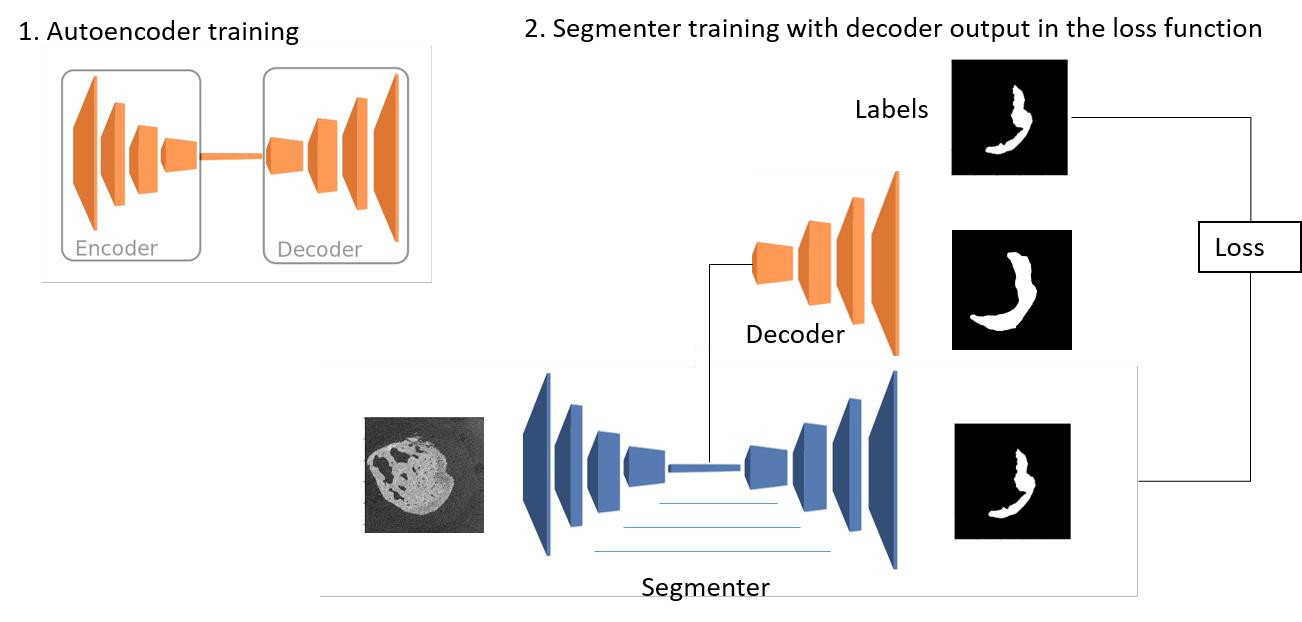 1. Autoencoder training
Encoder
Decoder
2. Segmenter training with decoder output in the loss function
Labels
Loss
Decoder
Segmenter